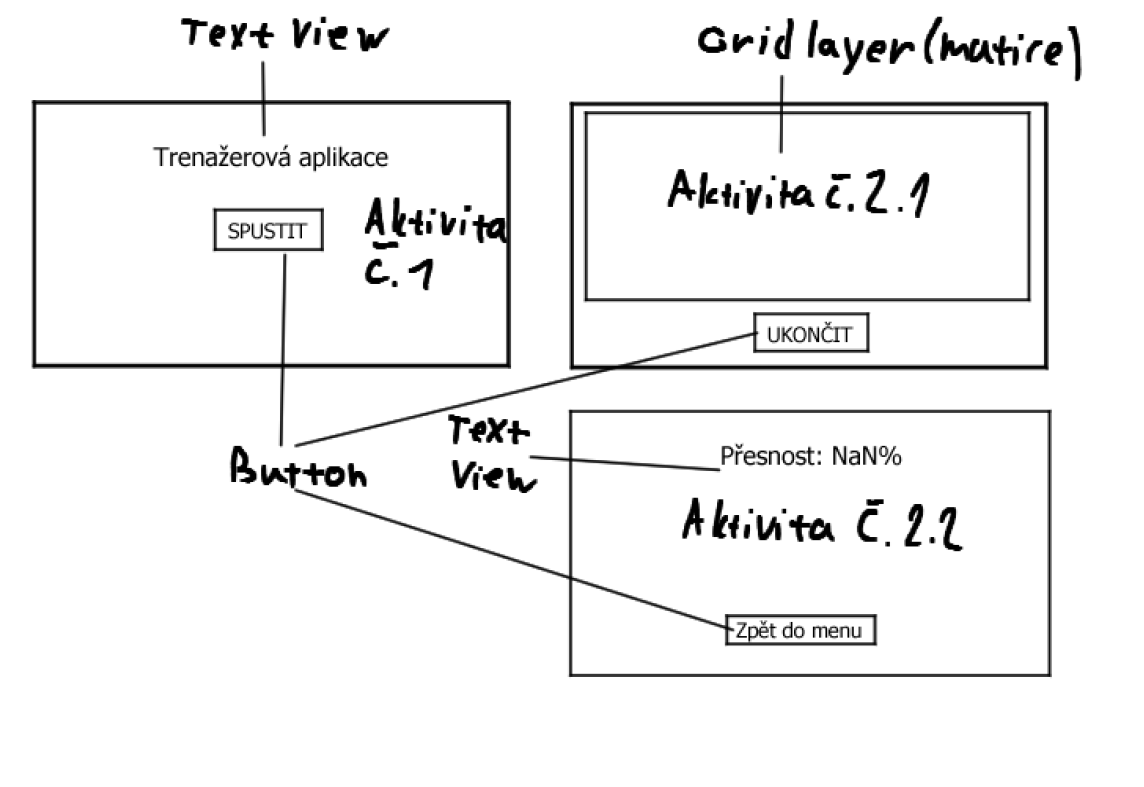 Text View
Grid layer (matice)
Trenažerová aplikace
SPUSTIT
Aktivita
č.1
Aktivita č.2.1
UKONČIT
Button
Text
View
Přesnost: NaN%
Aktivita č.2.2
Zpět do menu